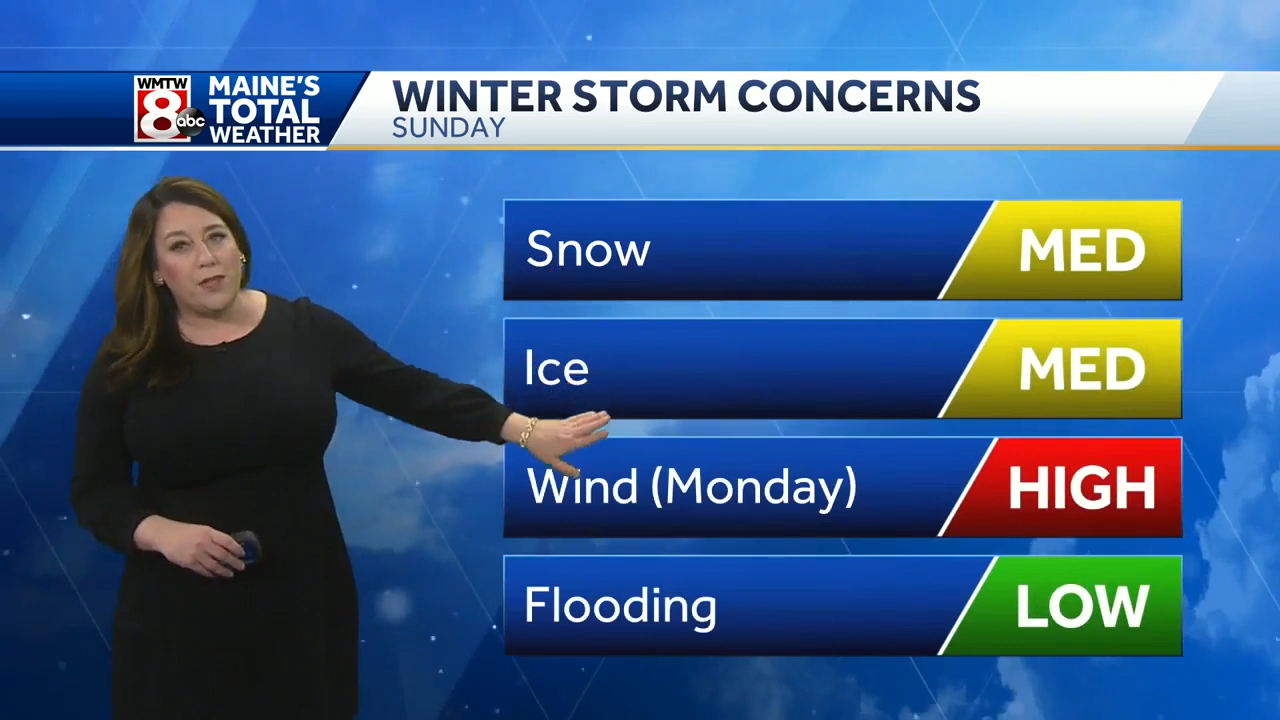 WMTW
8
abc
MAINE'S
TOTAL
WEATHER
WINTER STORM CONCERNS
SUNDAY
Snow MED
Ice MED
Wind (Monday) HIGH
Flooding LOW